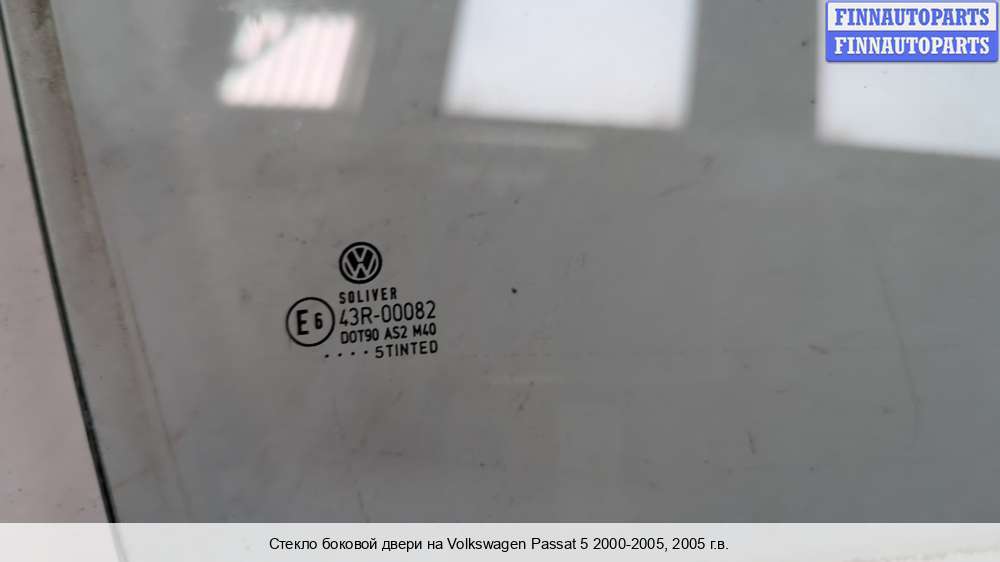 FINNAUTOPARTS
FINNAUTOPARTS
SOLIVER
E6 43R-00082
DOT90 AS2 M40
....5TINTED
Стекло боковой двери на Volkswagen Passat 5 2000-2005, 2005 г.в.